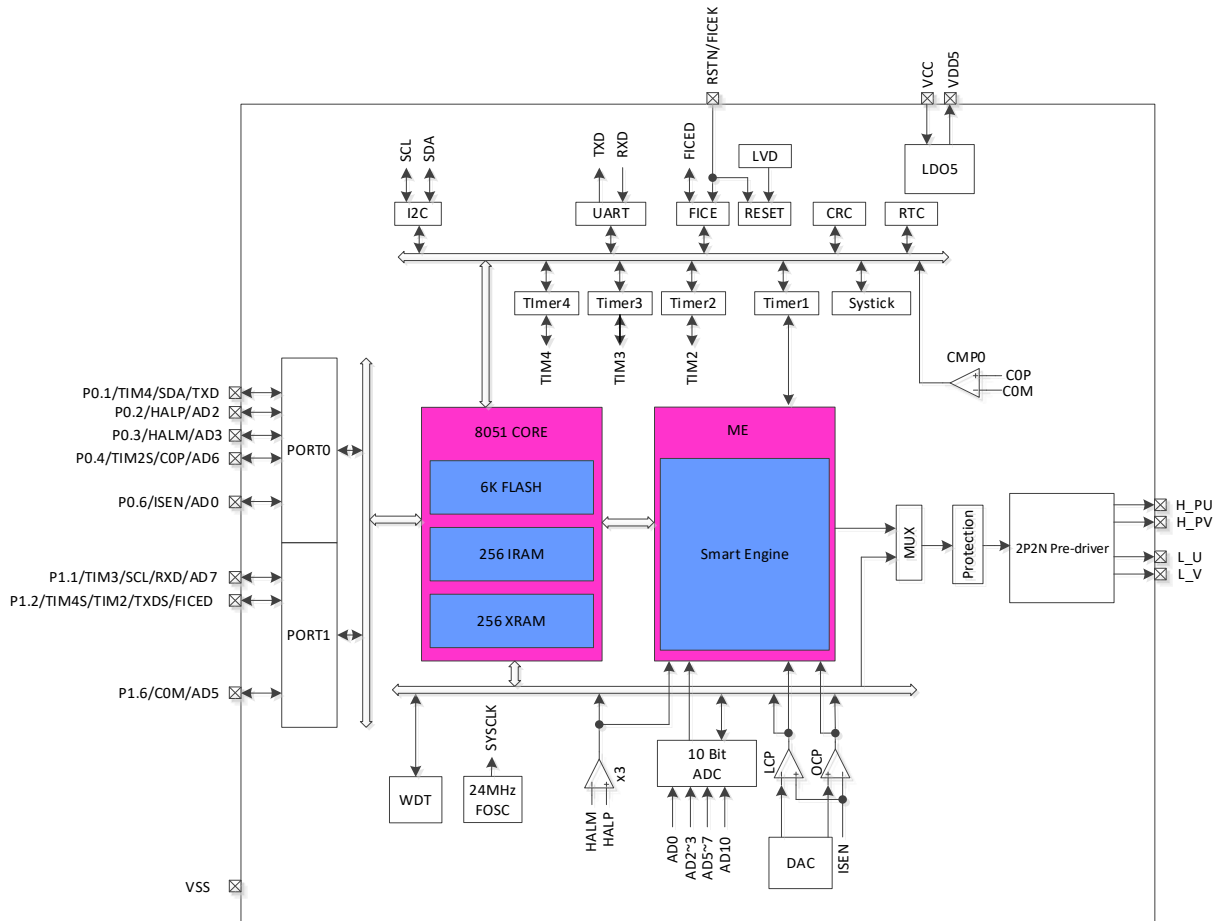 RSTN/FICEK
VCC
VDD5
SCL
SDA
TXD
RXD
FICED
LVD
LDO5
I2C
UART
FICE
RESET
CRC
RTC
TImer4
Timer3
Timer2
Timer1
Systick
TIM4
TIM3
TIM2
CMP0
C0P
C0M
P0.1/TIM4/SDA/TXD
P0.2/HALP/AD2
P0.3/HALM/AD3
P0.4/TIM2S/C0P/AD6
P0.6/ISEN/AD0
PORT0
P1.1/TIM3/SCL/RXD/AD7
P1.2/TIM4S/TIM2/TXDS/FICED
P1.6/C0M/AD5
PORT1
8051 CORE
6K FLASH
256 IRAM
256 XRAM
ME
Smart Engine
MUX
Protection
2P2N Pre-driver
H_PU
H_PV
L_U
L_V
SYSCLK
WDT
24MHz
FOSC
x3
HALM
HALP
10 Bit
ADC
AD0
AD2~3
AD5~7
AD10
LCP
OCP
DAC
ISEN
VSS